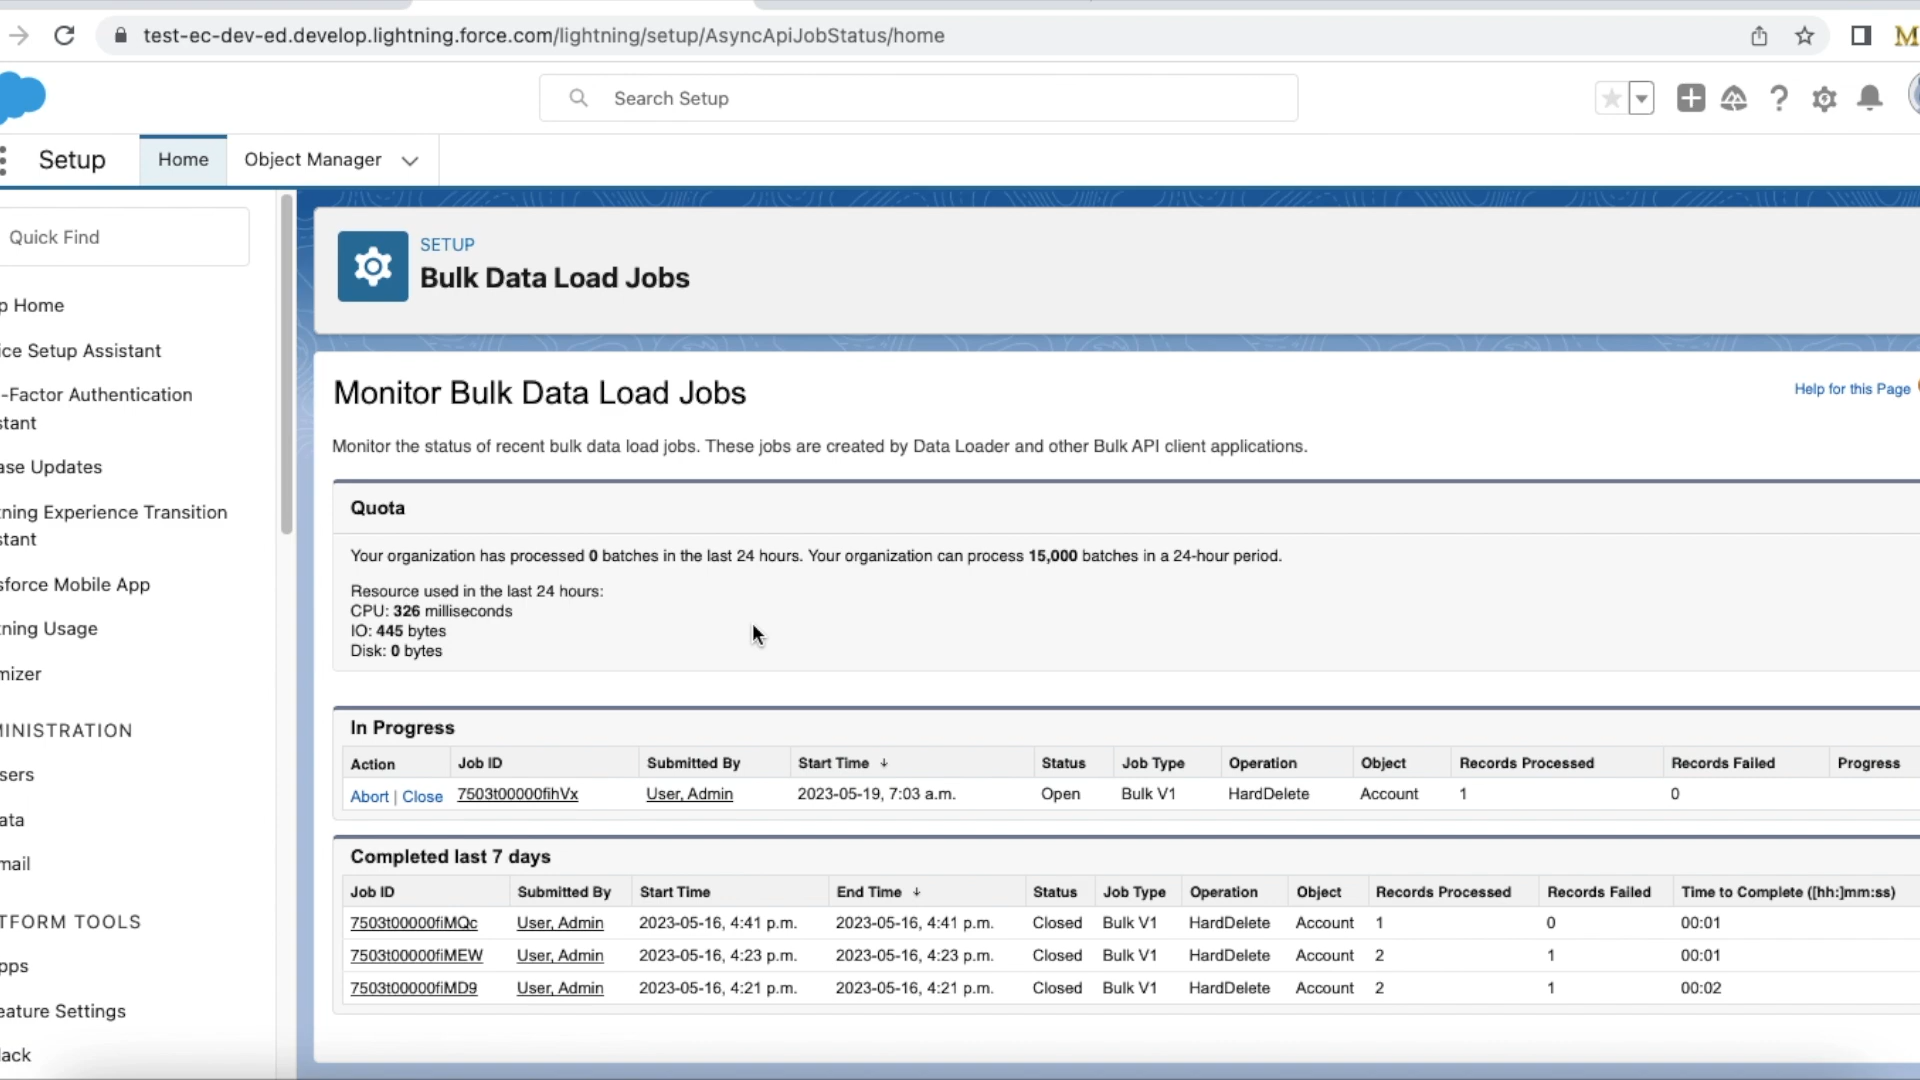 test-ec-dev-ed.develop.lightning.force.com/lightning/setup/AsyncApiJobStatus/home
M
Search Setup
Setup Home Object Manager
Quick Find
p Home
ice Setup Assistant
-Factor Authentication
stant
ase Updates
tning Experience Transition
stant
sforce Mobile App
tning Usage
mizer
MINISTRATION
sers
ata
mail
TFORM TOOLS
pps
eature Settings
lack
SETUP
Bulk Data Load Jobs
Monitor Bulk Data Load Jobs
Help for this Page
Monitor the status of recent bulk data load jobs. These jobs are created by Data Loader and other Bulk API client applications.
Quota
Your organization has processed 0 batches in the last 24 hours. Your organization can process 15,000 batches in a 24-hour period.
Resource used in the last 24 hours:
CPU: 326 milliseconds
IO: 445 bytes
Disk: 0 bytes
In Progress
Action Job ID Submitted By Start Time ↓ Status Job Type Operation Object Records Processed Records Failed Progress
Abort | Close 7503t00000fihVx User, Admin 2023-05-19, 7:03 a.m. Open Bulk V1 HardDelete Account 1 0
Completed last 7 days
Job ID Submitted By Start Time End Time ↓ Status Job Type Operation Object Records Processed Records Failed Time to Complete ([hh:]mm:ss)
7503t00000fiMQc User, Admin 2023-05-16, 4:41 p.m. 2023-05-16, 4:41 p.m. Closed Bulk V1 HardDelete Account 1 0 00:01
7503t00000fiMEW User, Admin 2023-05-16, 4:23 p.m. 2023-05-16, 4:23 p.m. Closed Bulk V1 HardDelete Account 2 1 00:01
7503t00000fiMD9 User, Admin 2023-05-16, 4:21 p.m. 2023-05-16, 4:21 p.m. Closed Bulk V1 HardDelete Account 2 1 00:02